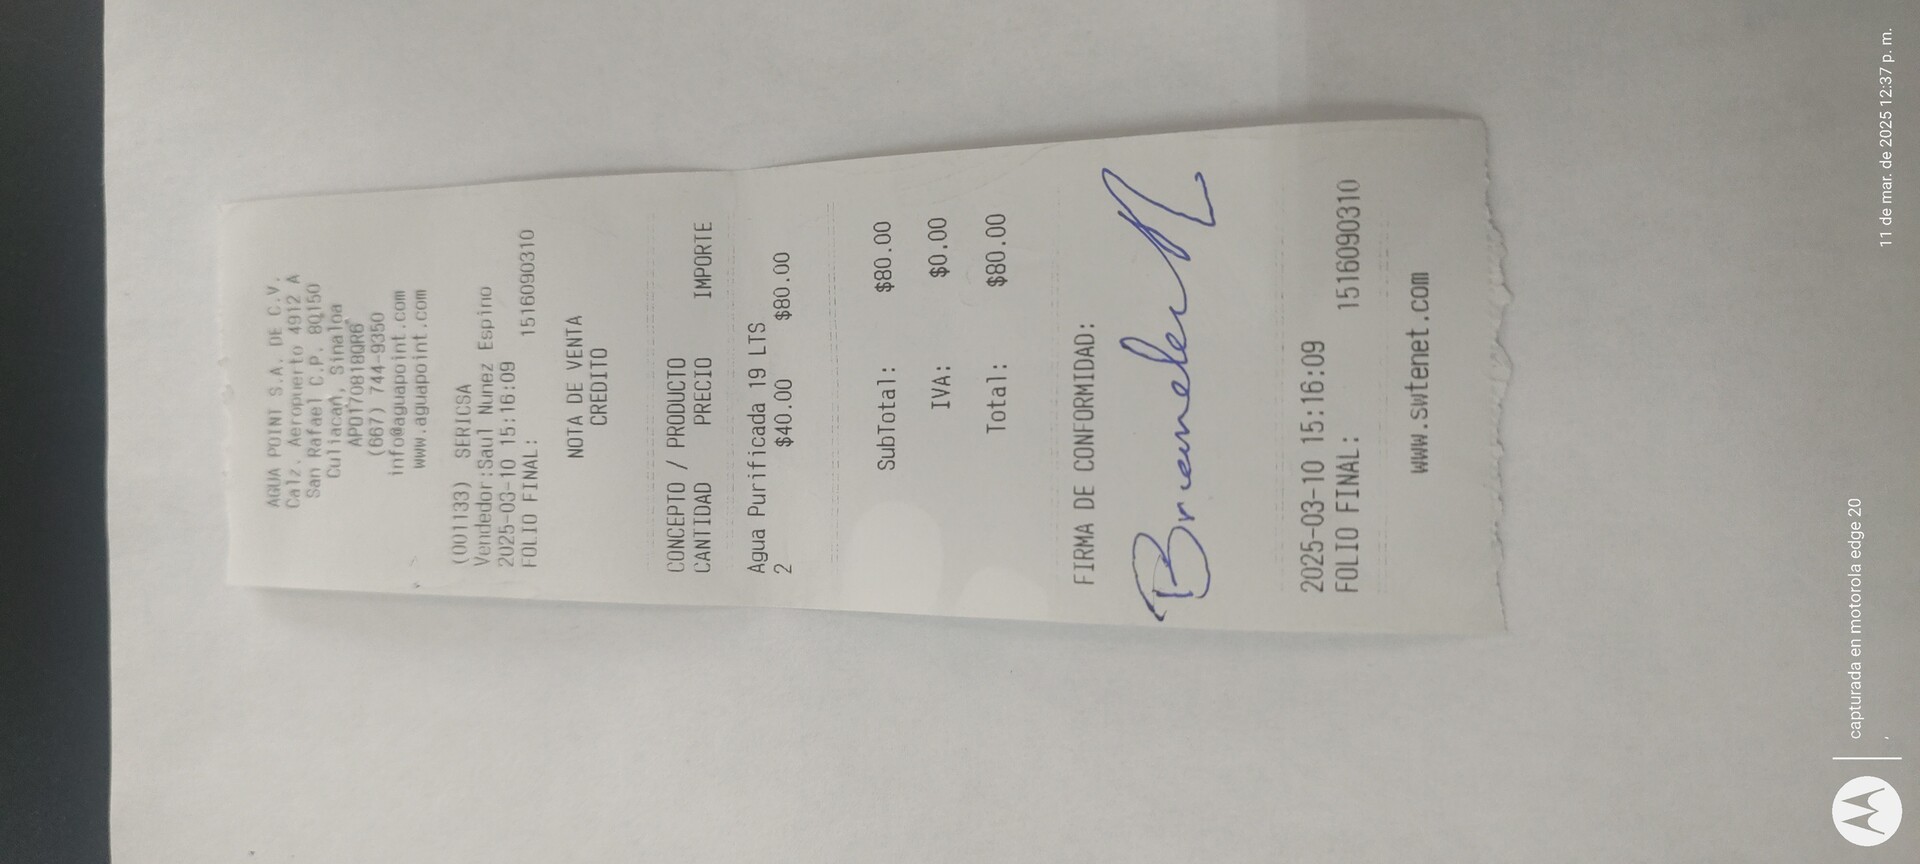 AGUA POINT S.A. DE C.V.
Calz. Aeropuerto 4912 A
San Rafael C.P. 80150
Culiacan, Sinaloa
APO170818QR6
(667) 744-9350
info@aguapoint.com
www.aguapoint.com
(001133) SERICSA
Vendedor:Saul Nunez Espino
2025-03-10 15:16:09
FOLIO FINAL: 1516090310
NOTA DE VENTA
CREDITO
CONCEPTO / PRODUCTO
CANTIDAD PRECIO IMPORTE
Agua Purificada 19 LTS
2 $40.00 $80.00
SubTotal: $80.00
IVA: $0.00
Total: $80.00
FIRMA DE CONFORMIDAD:
2025-03-10 15:16:09
FOLIO FINAL: 1516090310
www.swtenet.com
capturada en motorola edge 20
11 de mar. de 2025 12:37 p. m.